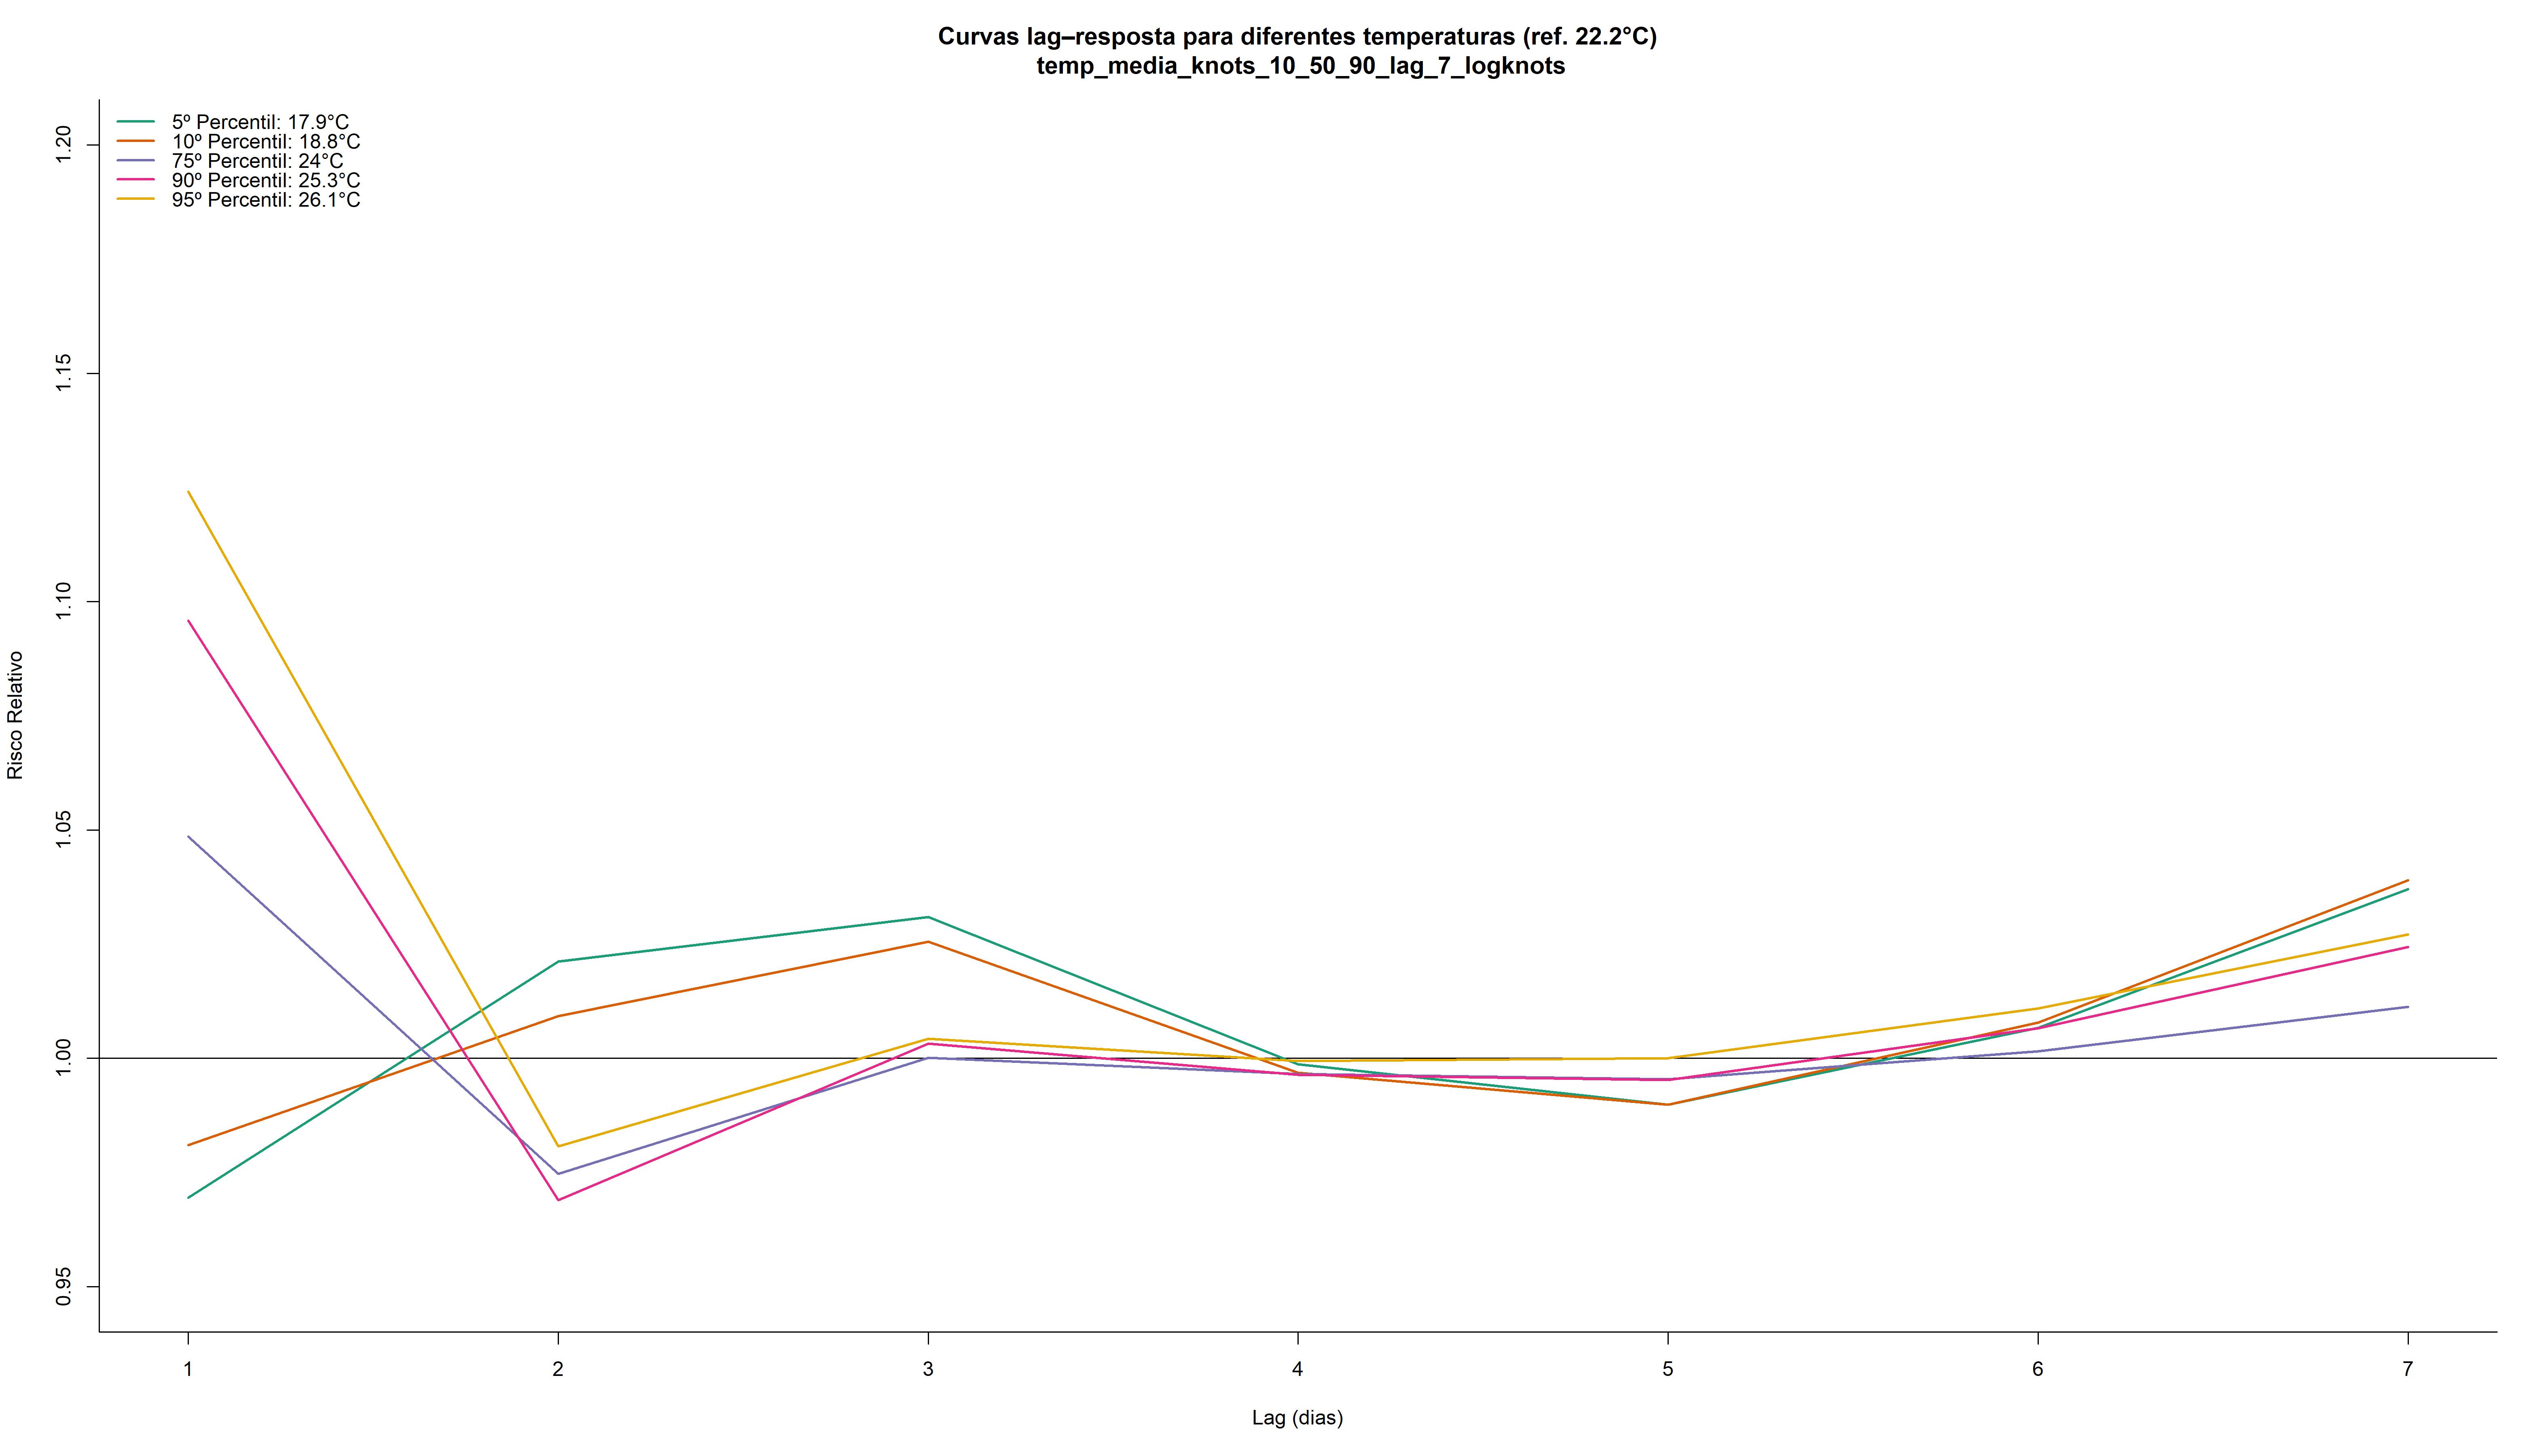 Curvas lag–resposta para diferentes temperaturas (ref. 22.2°C)
temp_media_knots_10_50_90_lag_7_logknots
5º Percentil: 17.9°C
10º Percentil: 18.8°C
75º Percentil: 24°C
90º Percentil: 25.3°C
95º Percentil: 26.1°C
1.20
1.15
1.10
1.05
1.00
0.95
Risco Relativo
1 2 3 4 5 6 7
Lag (dias)